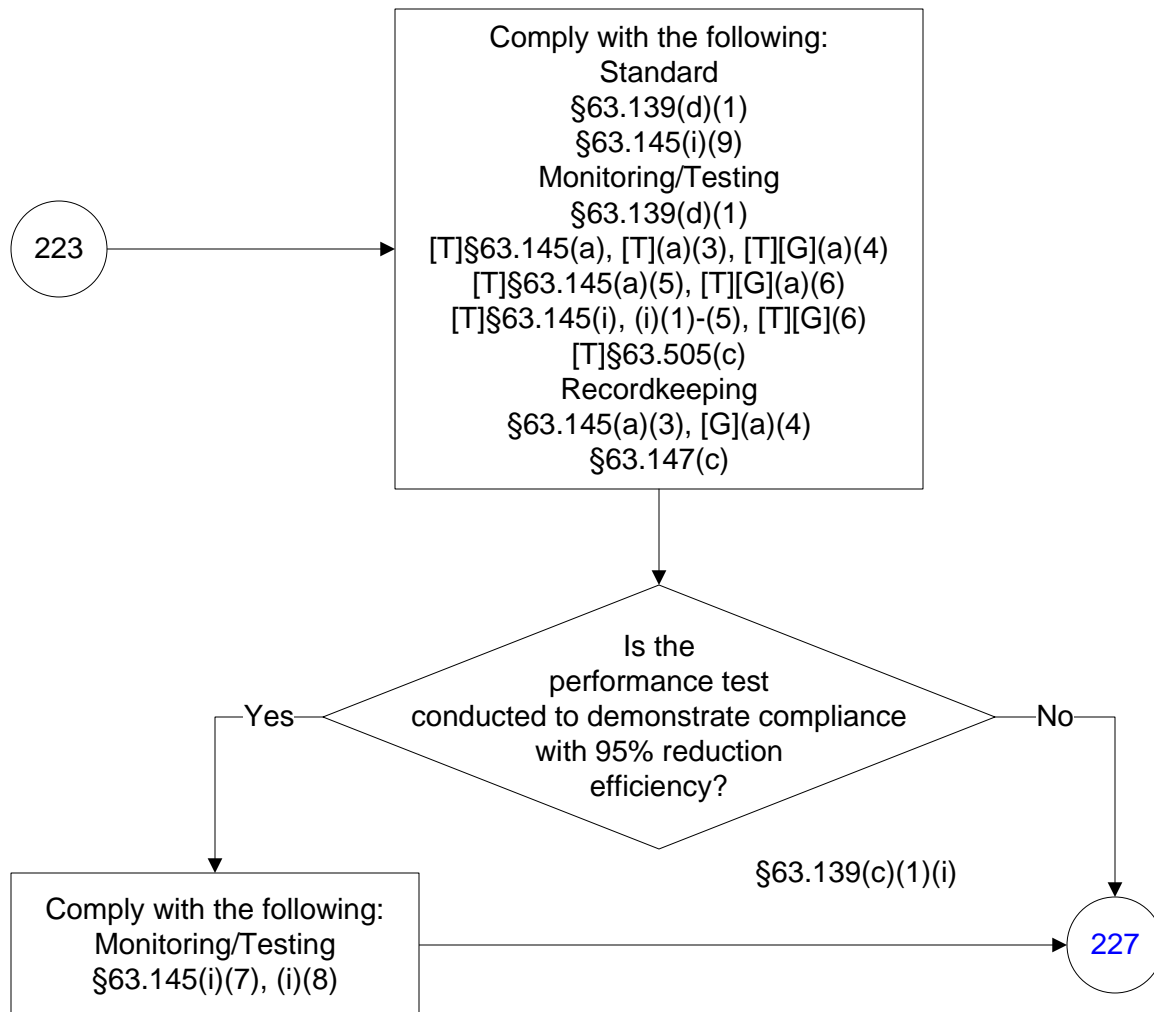 Comply with the following:
Standard
§63.139(d)(1)
§63.145(i)(9)
Monitoring/Testing
§63.139(d)(1)
[T]§63.145(a), [T](a)(3), [T][G](a)(4)
[T]§63.145(a)(5), [T][G](a)(6)
[T]§63.145(i), (i)(1)-(5), [T][G](6)
[T]§63.505(c)
Recordkeeping
§63.145(a)(3), [G](a)(4)
§63.147(c)
223
Is the
performance test
conducted to demonstrate compliance
with 95% reduction
efficiency?
Yes
No
§63.139(c)(1)(i)
Comply with the following:
Monitoring/Testing
§63.145(i)(7), (i)(8)
227